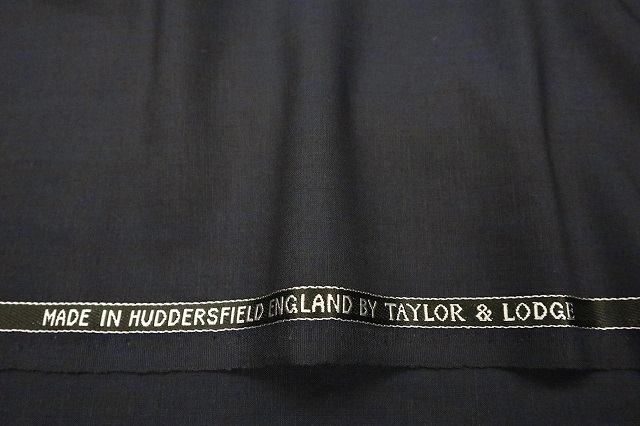 MADE IN HUDDERSFIELD ENGLAND BY TAYLOR & LODGE